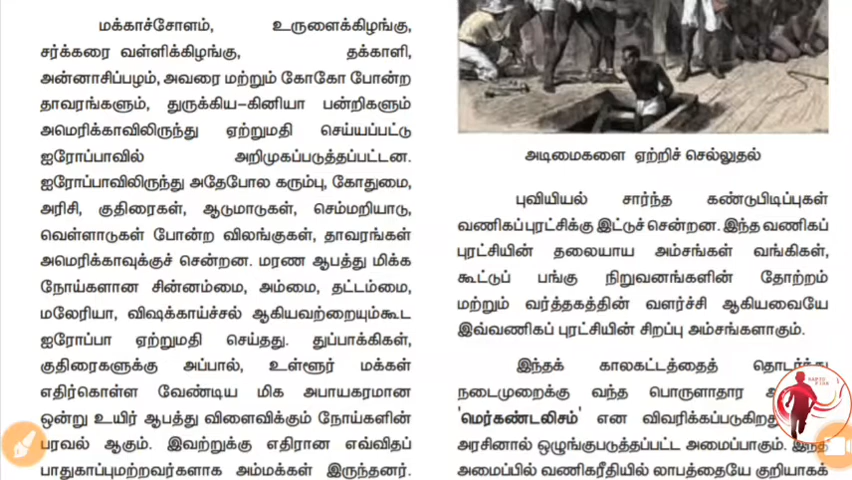 மக்காச்சோளம், உருளைக்கிழங்கு,
சர்க்கரை வள்ளிக்கிழங்கு, தக்காளி,
அன்னாசிப்பழம், அவரை மற்றும் கோகோ போன்ற
தாவரங்களும், துருக்கிய-கினியா பன்றிகளும்
அமெரிக்காவிலிருந்து ஏற்றுமதி செய்யப்பட்டு
ஐரோப்பாவில் அறிமுகப்படுத்தப்பட்டன.
ஐரோப்பாவிலிருந்து அதேபோல கரும்பு, கோதுமை,
அரிசி, குதிரைகள், ஆடுமாடுகள், செம்மறியாடு,
வெள்ளாடுகள் போன்ற விலங்குகள், தாவரங்கள்
அமெரிக்காவுக்குச் சென்றன. மரண ஆபத்து மிக்க
நோய்களான சின்னம்மை, அம்மை, தட்டம்மை,
மலேரியா, விஷக்காய்ச்சல் ஆகியவற்றையும்கூட
ஐரோப்பா ஏற்றுமதி செய்தது. துப்பாக்கிகள்,
குதிரைகளுக்கு அப்பால், உள்ளூர் மக்கள்
எதிர்கொள்ள வேண்டிய மிக அபாயகரமான
ஒன்று உயிர் ஆபத்து விளைவிக்கும் நோய்களின்
பரவல் ஆகும். இவற்றுக்கு எதிரான எவ்விதப்
பாதுகாப்புமற்றவர்களாக அம்மக்கள் இருந்தனர்.
அடிமைகளை ஏற்றிச் செல்லுதல்
புவியியல் சார்ந்த கண்டுபிடிப்புகள்
வணிகப் புரட்சிக்கு இட்டுச் சென்றன. இந்த வணிகப்
புரட்சியின் தலையாய அம்சங்கள் வங்கிகள்,
கூட்டுப் பங்கு நிறுவனங்களின் தோற்றம்
மற்றும் வர்த்தகத்தின் வளர்ச்சி ஆகியவையே
இவ்வணிகப் புரட்சியின் சிறப்பு அம்சங்களாகும்.
இந்தக் காலகட்டத்தைத் தொடர்ந்து
நடைமுறைக்கு வந்த பொருளாதார
'மெர்கண்டலிசம்' என விவரிக்கப்படுகிறது
அரசினால் ஒழுங்குபடுத்தப்பட்ட அமைப்பாகும். இந்த
அமைப்பில் வணிகரீதியில் லாபத்தையே குறியாகக்